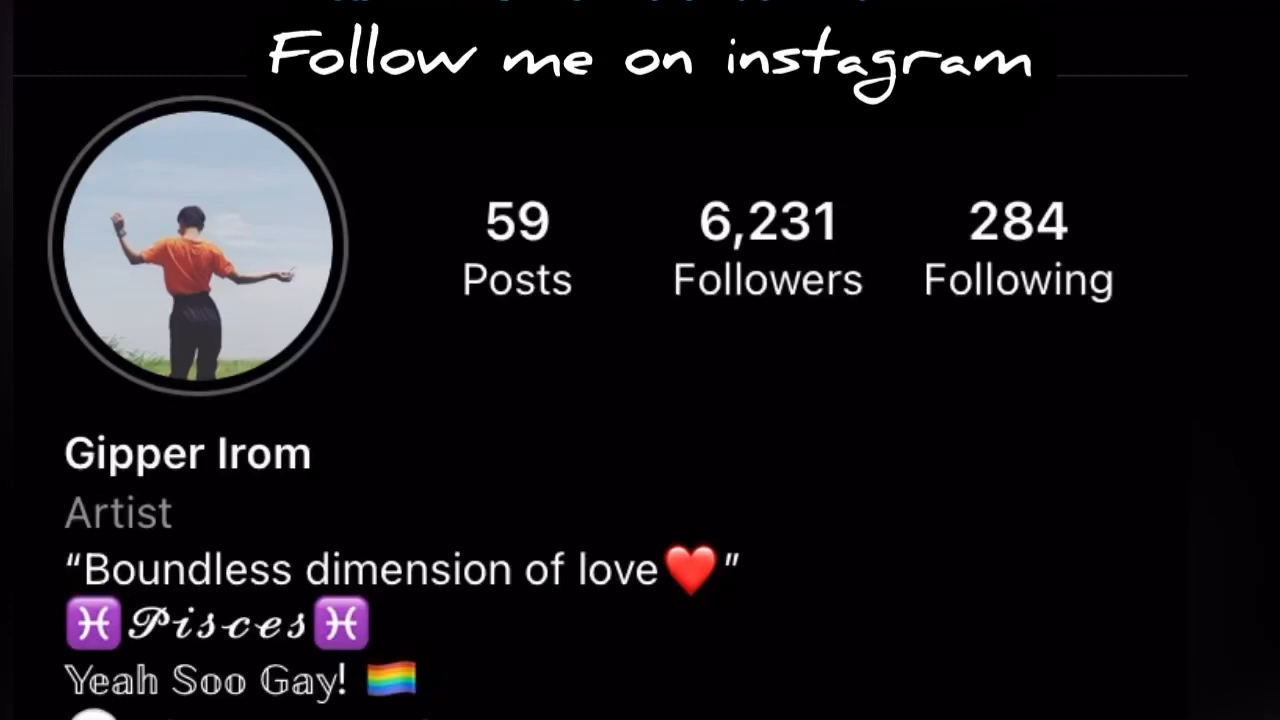 Follow me on instagram
59 6,231 284
Posts Followers Following
Gipper Irom
Artist
“Boundless dimension of love❤️”
♓𝓟𝓲𝓼𝓬𝓮𝓼♓
𝕐𝕖𝕒𝕙 𝕊𝕠𝕠 𝔾𝕒𝕪! 🏳️‍🌈